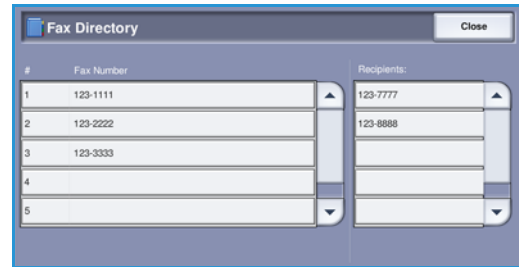 Fax Directory
Close
# Fax Number Recipients:
1 123-1111 123-7777
2 123-2222 123-8888
3 123-3333
4
5